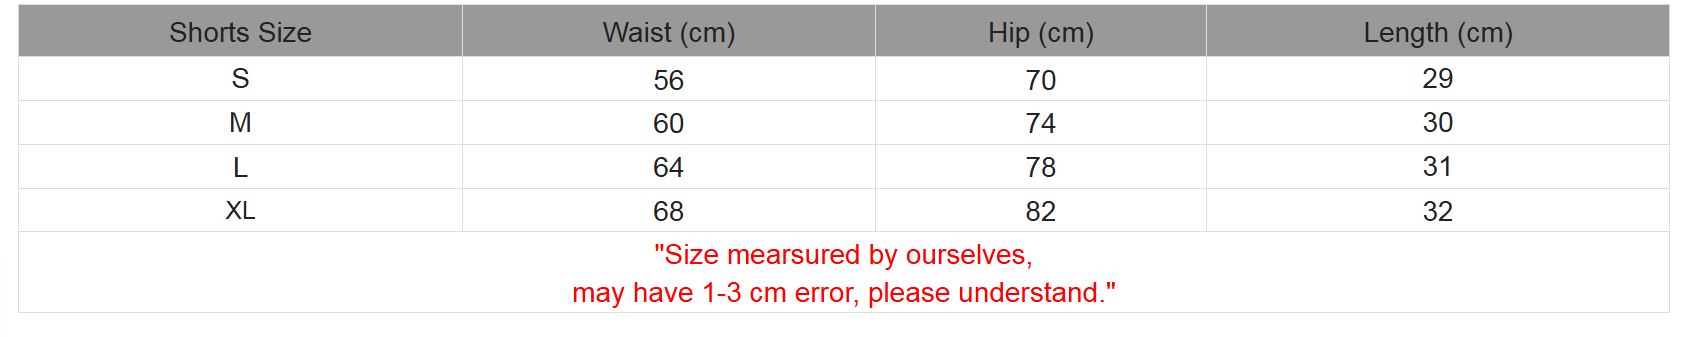 Shorts Size Waist (cm) Hip (cm) Length (cm)
S 56 70 29
M 60 74 30
L 64 78 31
XL 68 82 32
"Size mearsured by ourselves,
may have 1-3 cm error, please understand."